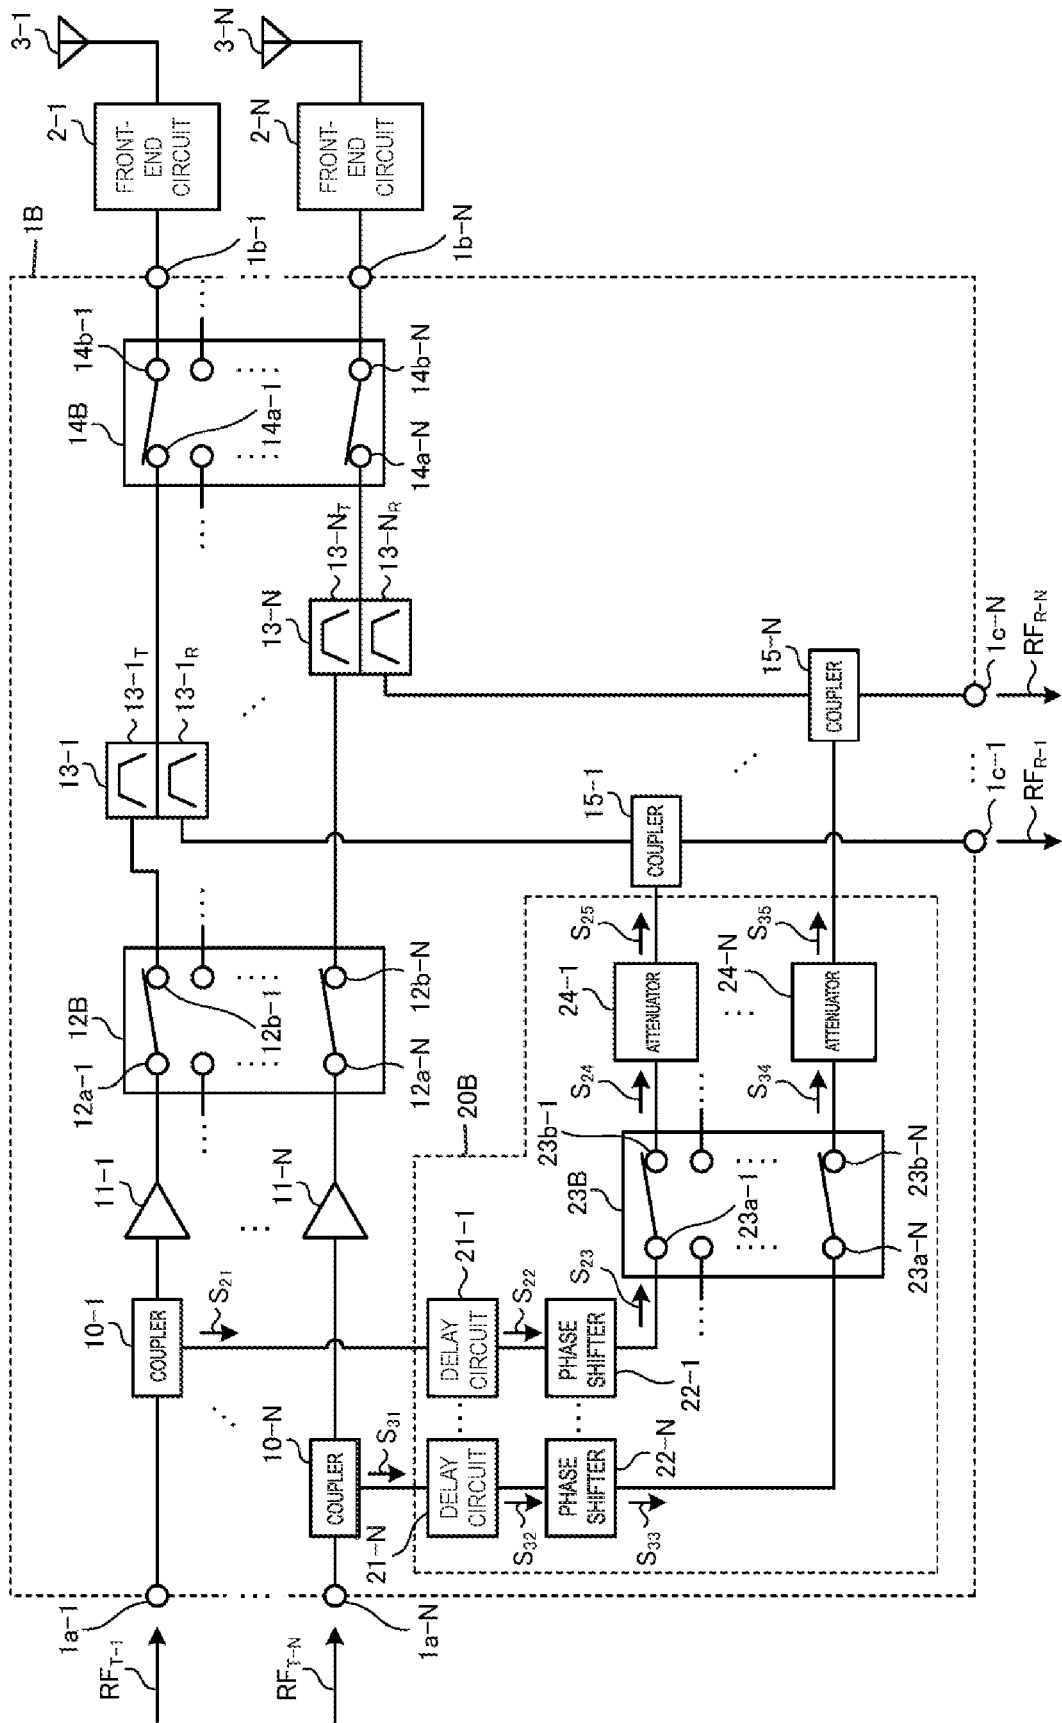 3-1
3-N
2-1
FRONT-
END
CIRCUIT
2-N
FRONT-
END
CIRCUIT
1B
1b-1
1b-N
14B
14b-1
14a-1
14b-N
14a-N
13-1
13-1T
13-1R
13-N
13-NT
13-NR
12B
12a-1
12b-1
12b-N
12a-N
11-1
11-N
10-1
COUPLER
S21
10-N
COUPLER
S31
1a-1
1a-N
RFT-1
RFT-N
15-1
COUPLER
15-N
COUPLER
1c-1
1c-N
RFR-1
RFR-N
20B
21-1
DELAY
CIRCUIT
21-N
DELAY
CIRCUIT
S22
S32
PHASE
SHIFTER
22-1
PHASE
SHIFTER
22-N
S23
S33
23B
23b-1
23a-1
23b-N
23a-N
S24
S34
24-1
ATTENUATOR
24-N
ATTENUATOR
S25
S35